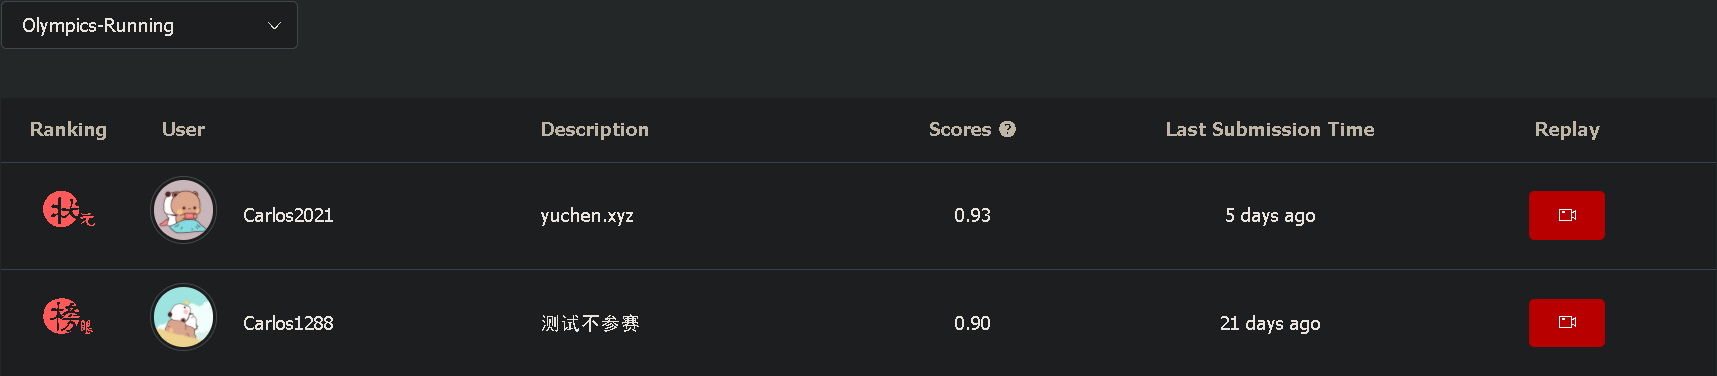 Olympics-Running
Ranking User Description Scores ? Last Submission Time Replay
状元 Carlos2021 yuchen.xyz 0.93 5 days ago
榜眼 Carlos1288 测试不参赛 0.90 21 days ago